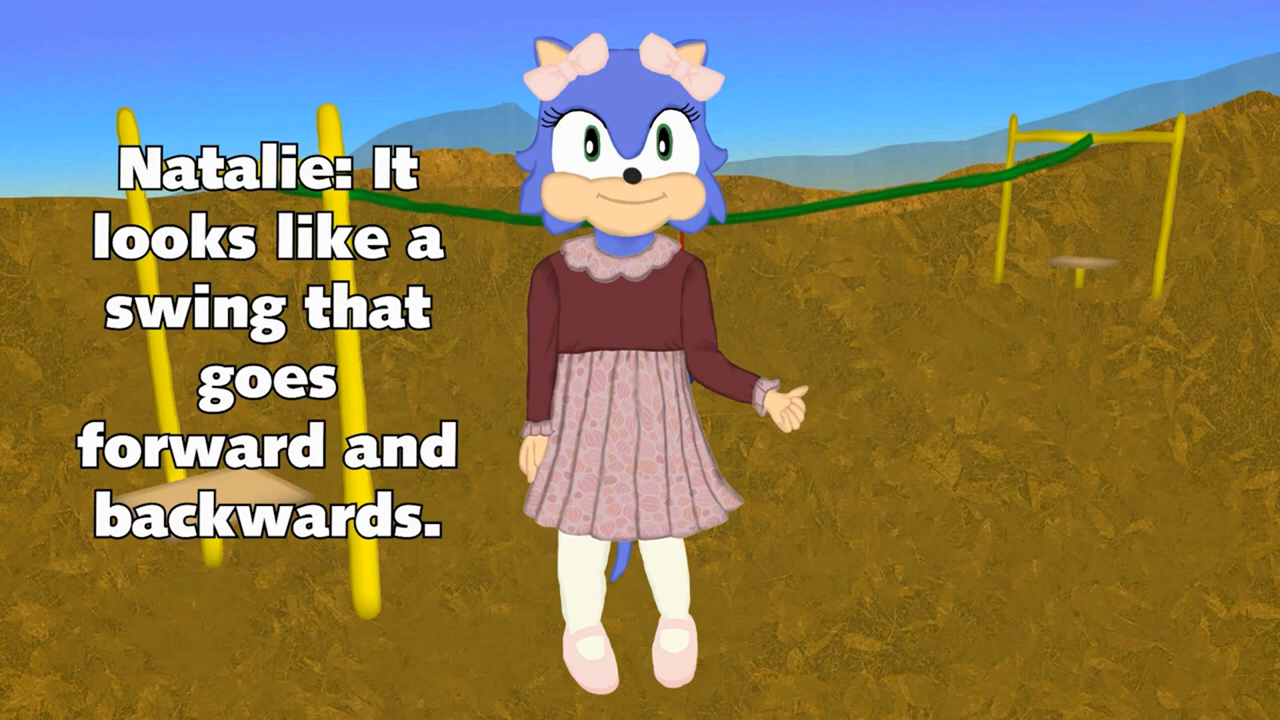 Natalie: It
looks like a
swing that
goes
forward and
backwards.